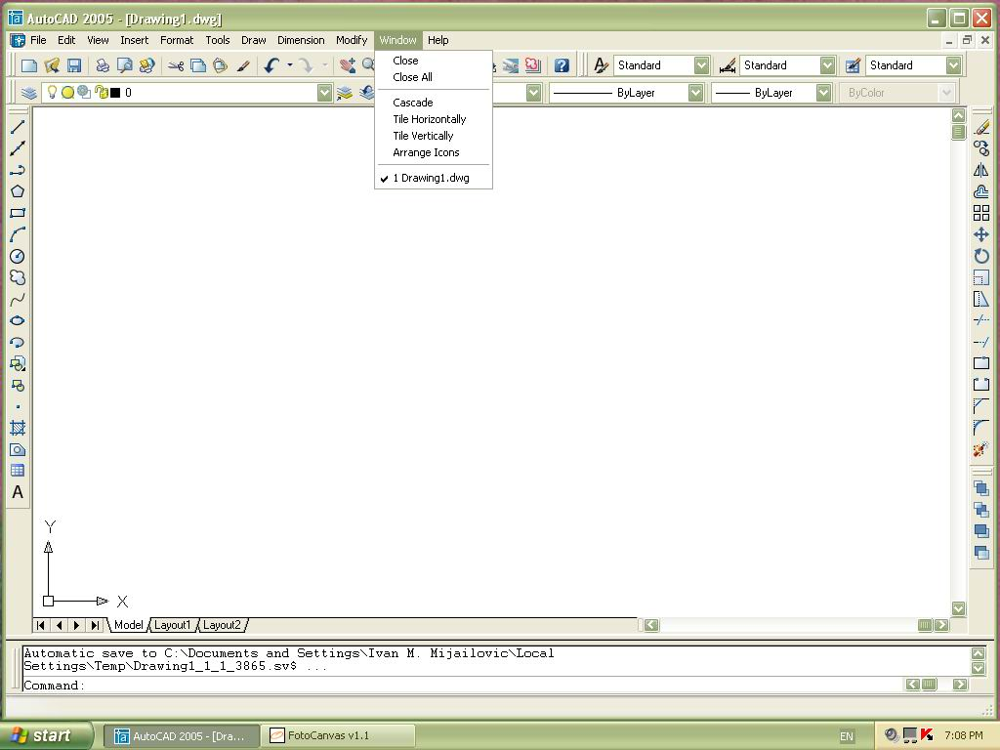 AutoCAD 2005 - [Drawing1.dwg]
File Edit View Insert Format Tools Draw Dimension Modify Window Help
Close
Close All
Cascade
Tile Horizontally
Tile Vertically
Arrange Icons
1 Drawing1.dwg
Standard Standard Standard
0 ByLayer ByLayer ByColor
A
Y
X
Model Layout1 Layout2
Automatic save to C:\Documents and Settings\Ivan M. Mijailovic\Local
Settings\Temp\Drawing1_1_1_3865.sv$ ...
Command:
start AutoCAD 2005 - [Dra... FotoCanvas v1.1 EN 7:08 PM